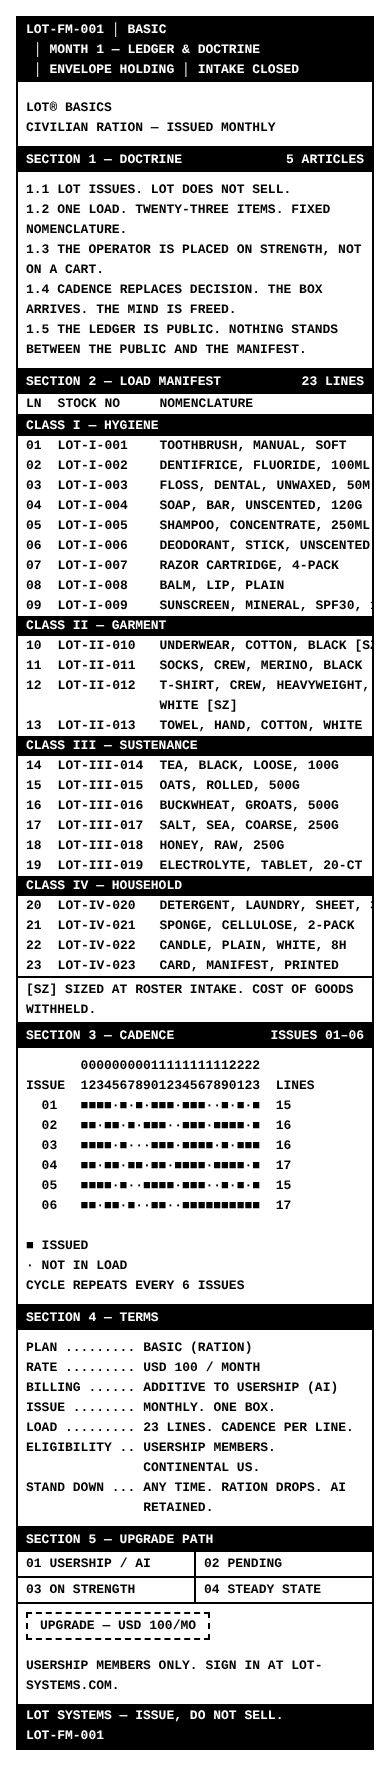 LOT-FM-001 │ BASIC
│ MONTH 1 — LEDGER & DOCTRINE
│ ENVELOPE HOLDING │ INTAKE CLOSED
LOT® BASICS
CIVILIAN RATION — ISSUED MONTHLY
SECTION 1 — DOCTRINE 5 ARTICLES
1.1 LOT ISSUES. LOT DOES NOT SELL.
1.2 ONE LOAD. TWENTY-THREE ITEMS. FIXED
NOMENCLATURE.
1.3 THE OPERATOR IS PLACED ON STRENGTH, NOT
ON A CART.
1.4 CADENCE REPLACES DECISION. THE BOX
ARRIVES. THE MIND IS FREED.
1.5 THE LEDGER IS PUBLIC. NOTHING STANDS
BETWEEN THE PUBLIC AND THE MANIFEST.
SECTION 2 — LOAD MANIFEST 23 LINES
LN STOCK NO NOMENCLATURE
CLASS I — HYGIENE
01 LOT-I-001 TOOTHBRUSH, MANUAL, SOFT
02 LOT-I-002 DENTIFRICE, FLUORIDE, 100ML
03 LOT-I-003 FLOSS, DENTAL, UNWAXED, 50M
04 LOT-I-004 SOAP, BAR, UNSCENTED, 120G
05 LOT-I-005 SHAMPOO, CONCENTRATE, 250ML
06 LOT-I-006 DEODORANT, STICK, UNSCENTED
07 LOT-I-007 RAZOR CARTRIDGE, 4-PACK
08 LOT-I-008 BALM, LIP, PLAIN
09 LOT-I-009 SUNSCREEN, MINERAL, SPF30,
CLASS II — GARMENT
10 LOT-II-010 UNDERWEAR, COTTON, BLACK
11 LOT-II-011 SOCKS, CREW, MERINO, BLACK
12 LOT-II-012 T-SHIRT, CREW, HEAVYWEIGHT,
WHITE [SZ]
13 LOT-II-013 TOWEL, HAND, COTTON, WHITE
CLASS III — SUSTENANCE
14 LOT-III-014 TEA, BLACK, LOOSE, 100G
15 LOT-III-015 OATS, ROLLED, 500G
16 LOT-III-016 BUCKWHEAT, GROATS, 500G
17 LOT-III-017 SALT, SEA, COARSE, 250G
18 LOT-III-018 HONEY, RAW, 250G
19 LOT-III-019 ELECTROLYTE, TABLET, 20-CT
CLASS IV — HOUSEHOLD
20 LOT-IV-020 DETERGENT, LAUNDRY, SHEET,
21 LOT-IV-021 SPONGE, CELLULOSE, 2-PACK
22 LOT-IV-022 CANDLE, PLAIN, WHITE, 8H
23 LOT-IV-023 CARD, MANIFEST, PRINTED
[SZ] SIZED AT ROSTER INTAKE. COST OF GOODS
WITHHELD.
SECTION 3 — CADENCE ISSUES 01–06
00000000011111111112222
ISSUE 12345678901234567890123 LINES
01 ■■■■·■·■·■■■·■■■··■·■·■ 15
02 ■■·■■·■·■■■··■■■·■■■■·■ 16
03 ■■■■·■···■■■·■■■■·■·■■■ 16
04 ■■·■■·■■·■■·■■■■·■■■■·■ 17
05 ■■■■·■··■■■■·■■■··■·■·■ 15
06 ■■·■■·■··■■··■■■■■■■■■■ 17
■ ISSUED
· NOT IN LOAD
CYCLE REPEATS EVERY 6 ISSUES
SECTION 4 — TERMS
PLAN ......... BASIC (RATION)
RATE ......... USD 100 / MONTH
BILLING ...... ADDITIVE TO USERSHIP (AI)
ISSUE ........ MONTHLY. ONE BOX.
LOAD ......... 23 LINES. CADENCE PER LINE.
ELIGIBILITY .. USERSHIP MEMBERS.
CONTINENTAL US.
STAND DOWN ... ANY TIME. RATION DROPS. AI
RETAINED.
SECTION 5 — UPGRADE PATH
01 USERSHIP / AI 02 PENDING
03 ON STRENGTH 04 STEADY STATE
UPGRADE — USD 100/MO
USERSHIP MEMBERS ONLY. SIGN IN AT LOT-
SYSTEMS.COM.
LOT SYSTEMS — ISSUE, DO NOT SELL.
LOT-FM-001